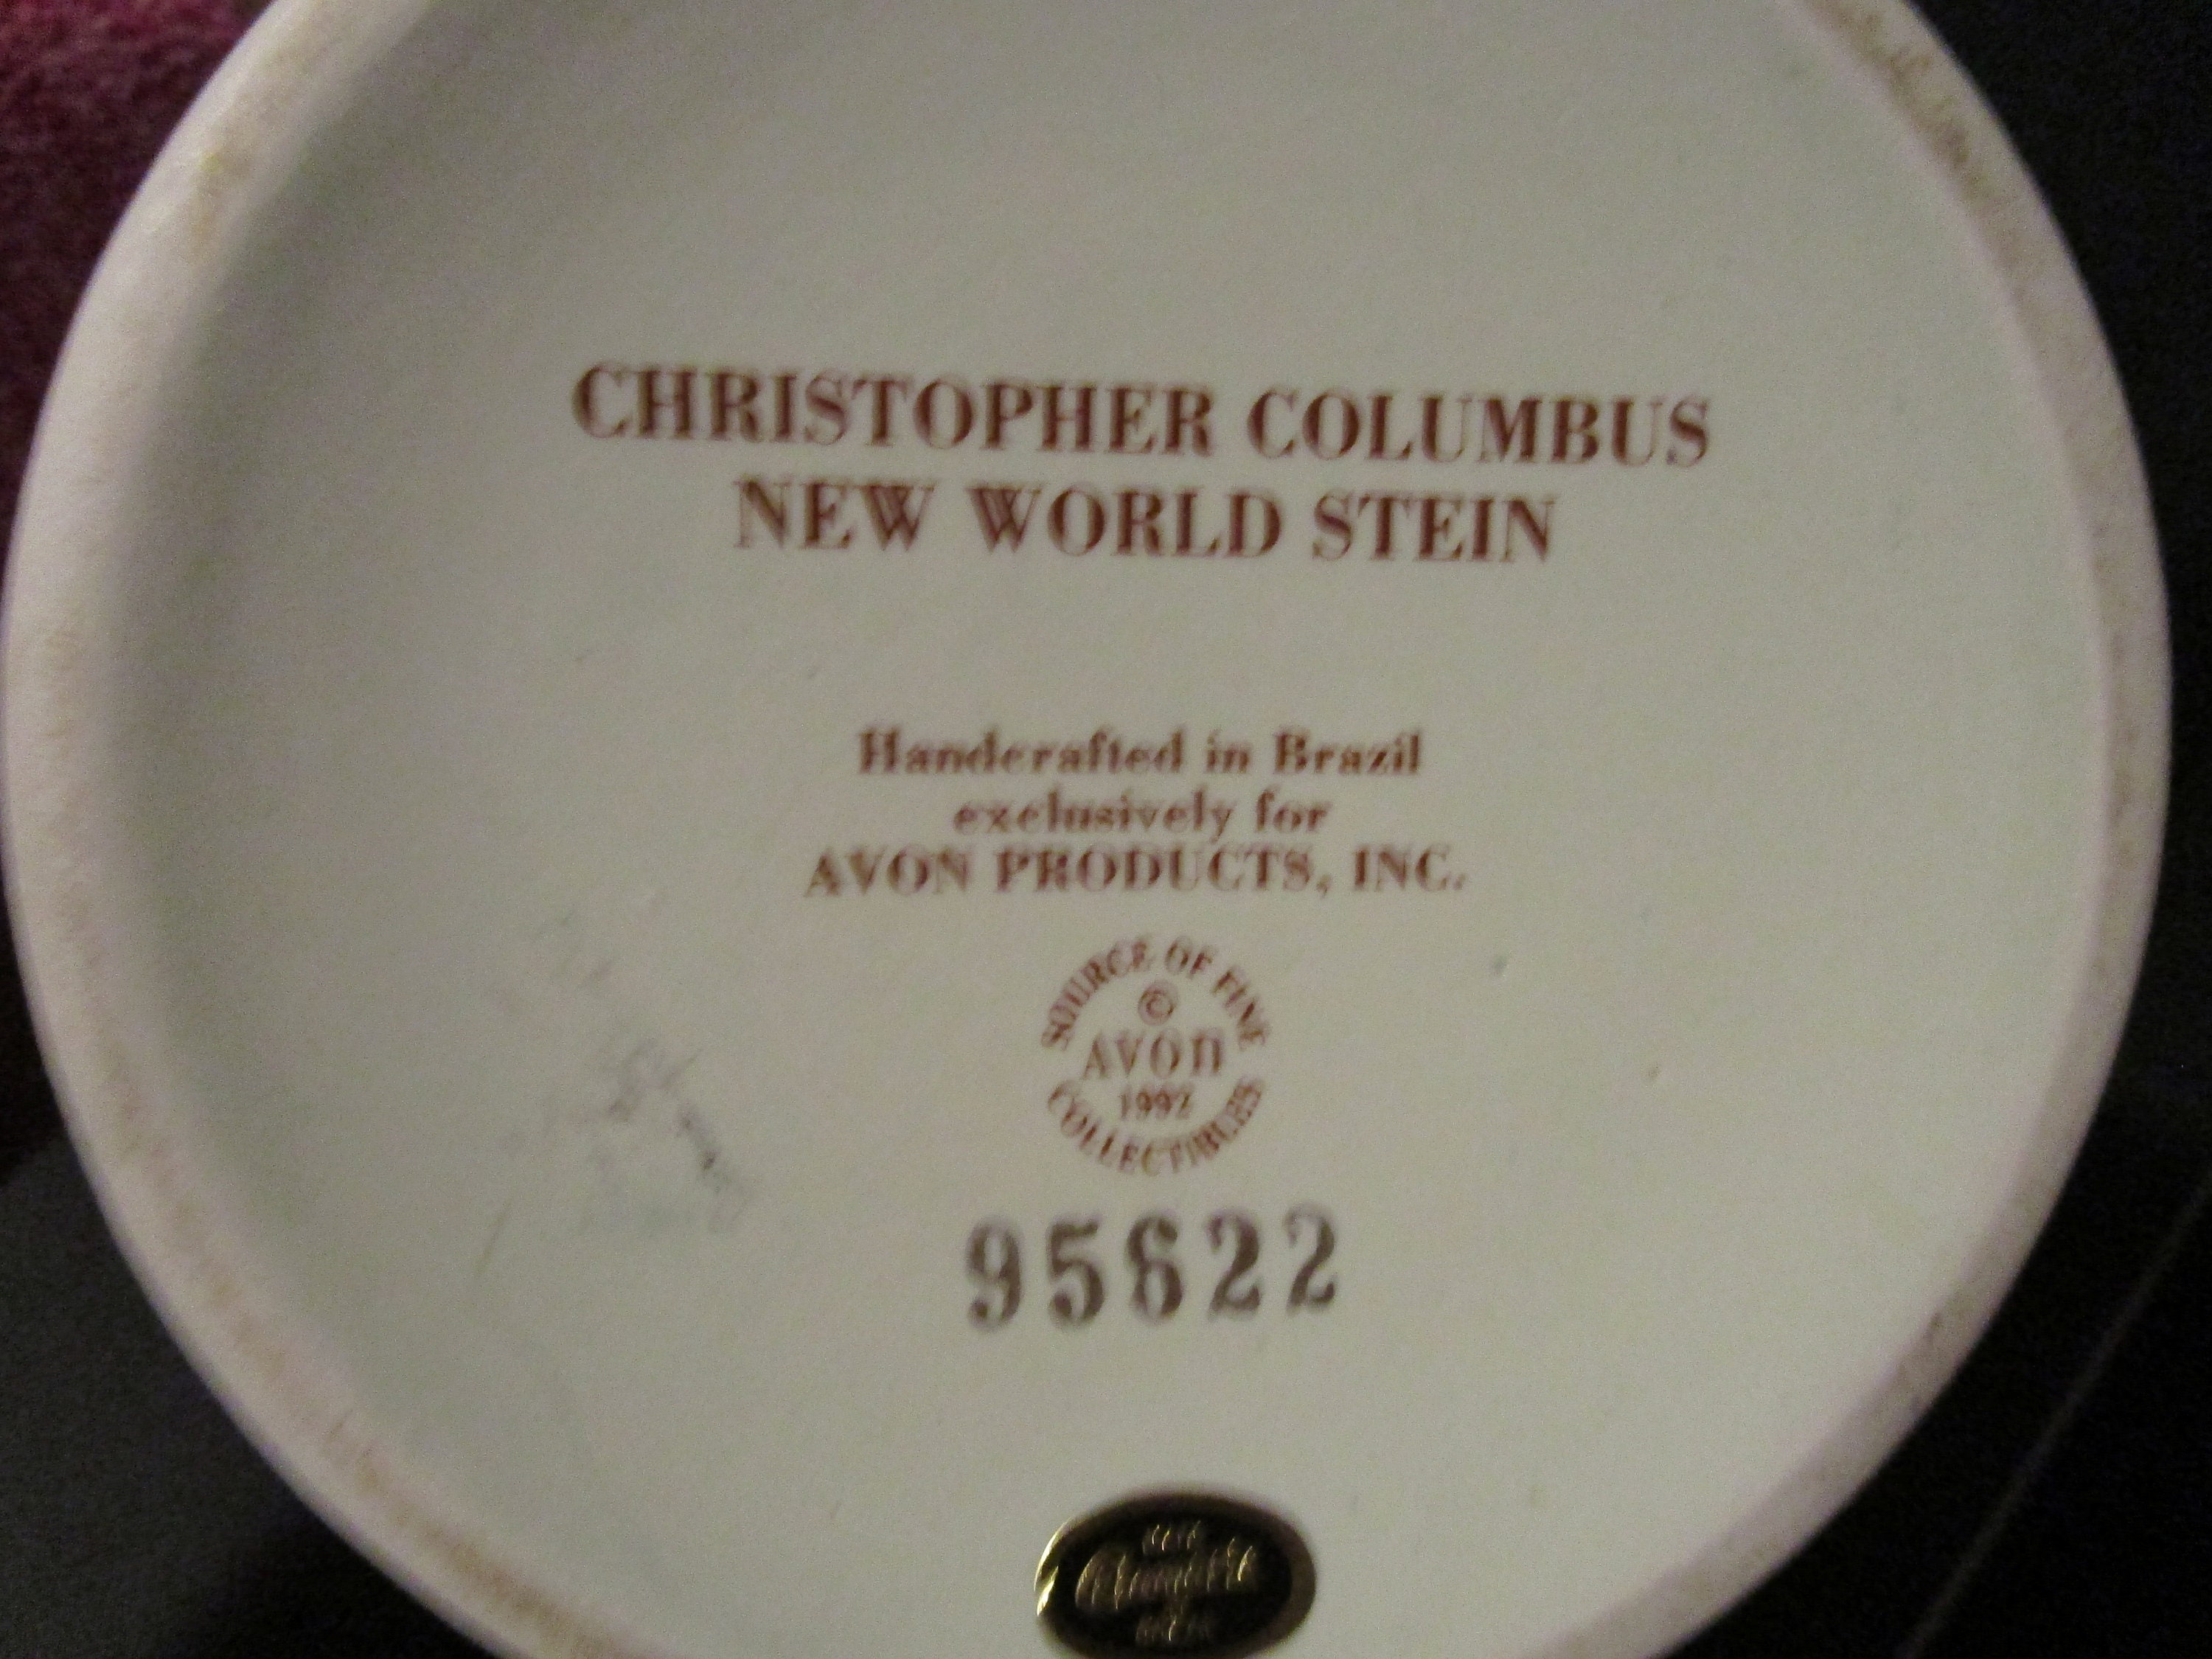 CHRISTOPHER COLUMBUS
NEW WORLD STEIN
Handcrafted in Brazil
exclusively for
AVON PRODUCTS, INC.
SOURCE OF FINE
©
AVON
1992
COLLECTIBLES
95622